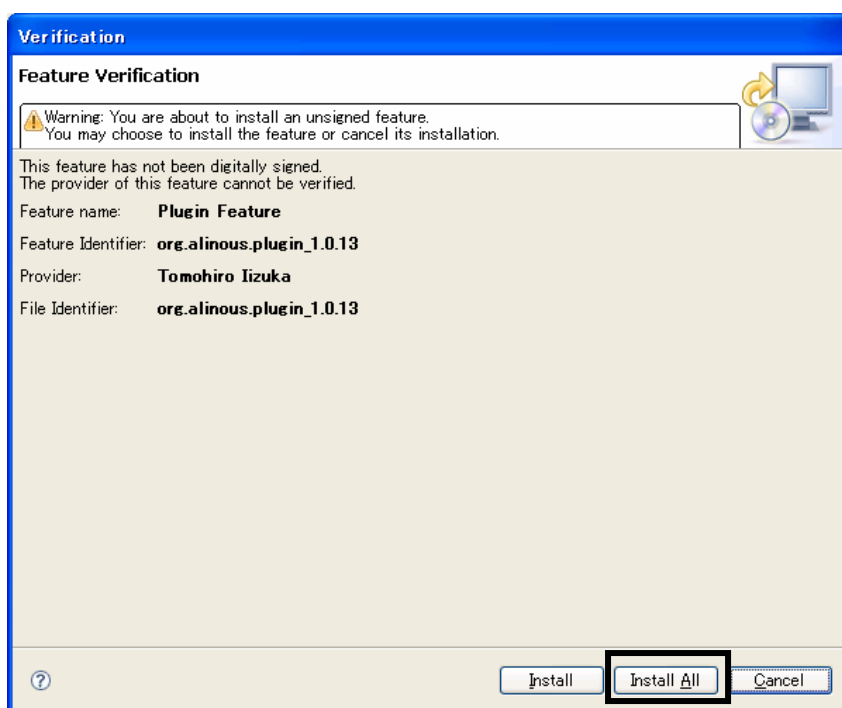 Verification
Feature Verification
Warning: You are about to install an unsigned feature.
You may choose to install the feature or cancel its installation.
This feature has not been digitally signed.
The provider of this feature cannot be verified.
Feature name: Plugin Feature
Feature Identifier: org.alinous.plugin_1.0.13
Provider: Tomohiro Iizuka
File Identifier: org.alinous.plugin_1.0.13
? Install Install All Cancel